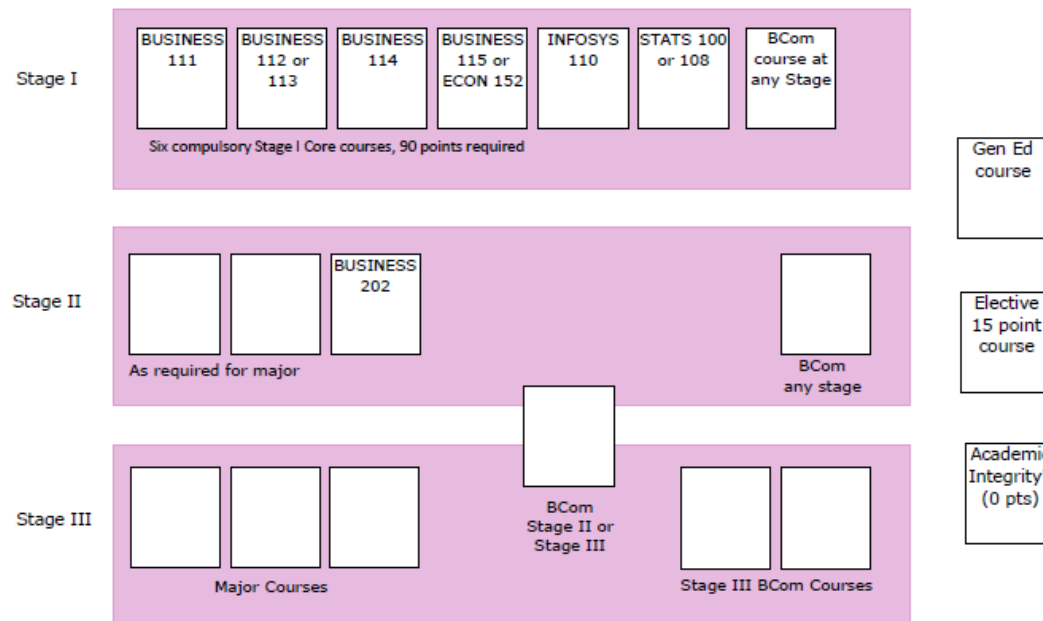 Stage I
BUSINESS
111
BUSINESS
112 or
113
BUSINESS
114
BUSINESS
115 or
ECON 152
INFOSYS
110
STATS 100
or 108
BCom
course at
any Stage
Six compulsory Stage I Core courses, 90 points required
Gen Ed
course
Stage II
BUSINESS
202
As required for major
BCom
any stage
Elective
15 point
course
Stage III
Major Courses
BCom
Stage II or
Stage III
Stage III BCom Courses
Academi
Integrity
(0 pts)